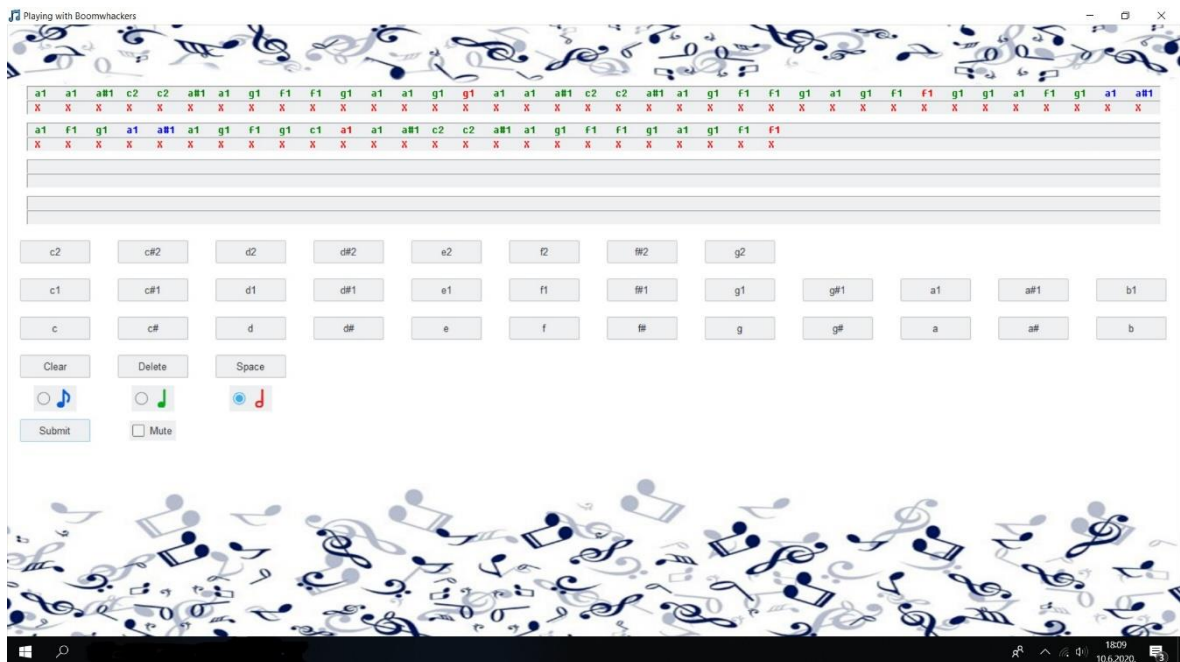 Playing with Boomwhackers
a1 a1 a#1 c2 c2 a#1 a1 g1 f1 f1 g1 a1 a1 g1 g1 a1 a1 a#1 c2 c2 a#1 a1 g1 f1 f1 g1 a1 g1 f1 f1 g1 g1 a1 f1 g1 a1 a#1
X X X X X X X X X X X X X X X X X X X X X X X X X X X X X X X X X X X X X
a1 f1 g1 a1 a#1 a1 g1 f1 g1 c1 a1 a1 a#1 c2 c2 a#1 a1 g1 f1 f1 g1 a1 g1 f1 f1
X X X X X X X X X X X X X X X X X X X X X X X X X
c2 c#2 d2 d#2 e2 f2 f#2 g2
c1 c#1 d1 d#1 e1 f1 f#1 g1 g#1 a1 a#1 b1
c c# d d# e f f# g g# a a# b
Clear Delete Space
Submit Mute
18:09
10.6.2020
3